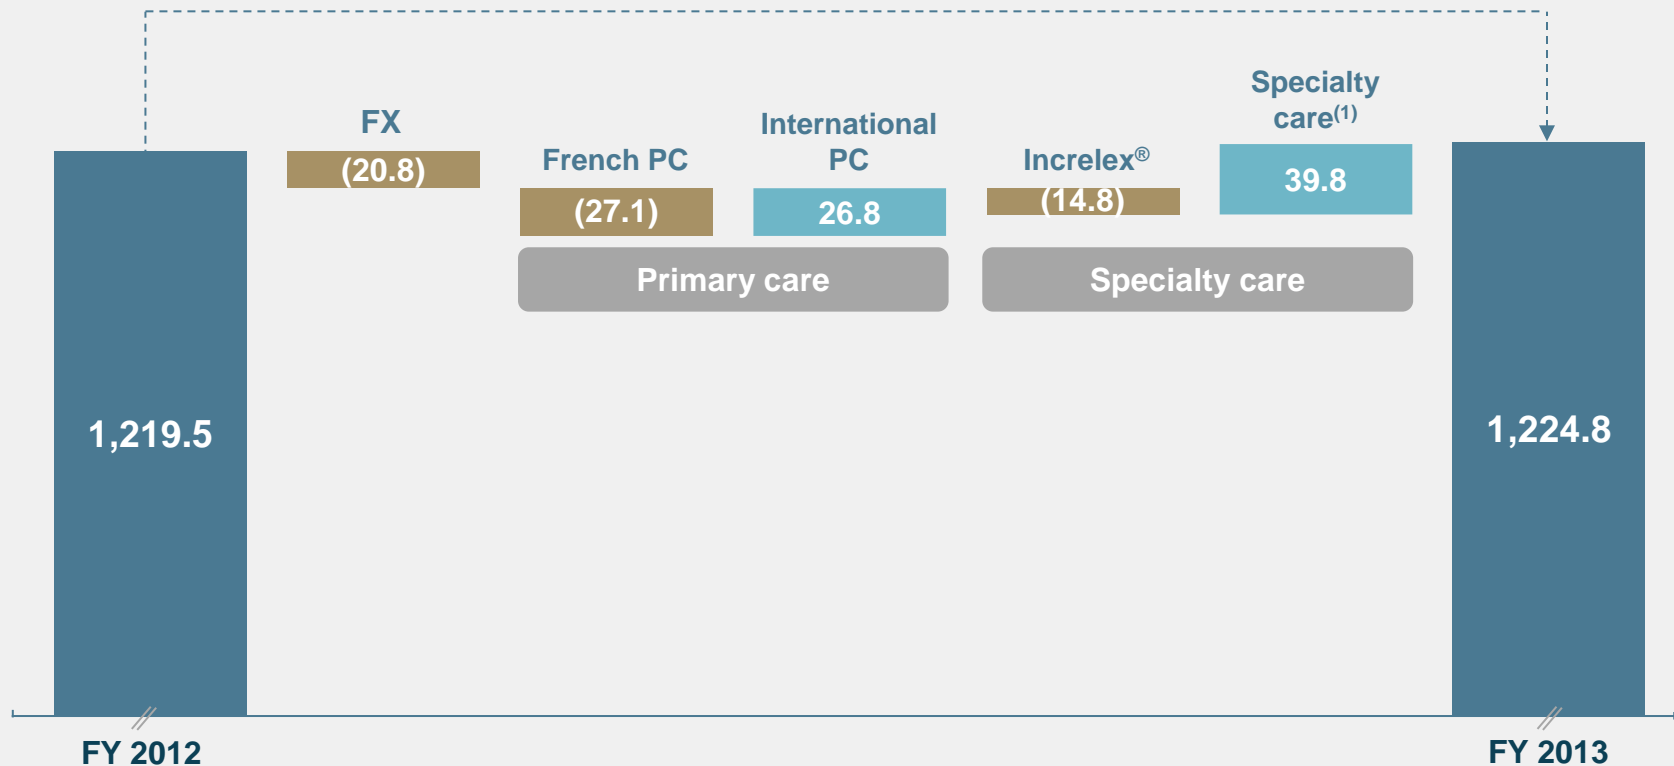 FX
(20.8)
French PC
(27.1)
International
PC
26.8
Increlex®
(14.8)
Specialty
care(1)
39.8
Primary care
Specialty care
1,219.5
1,224.8
FY 2012
FY 2013